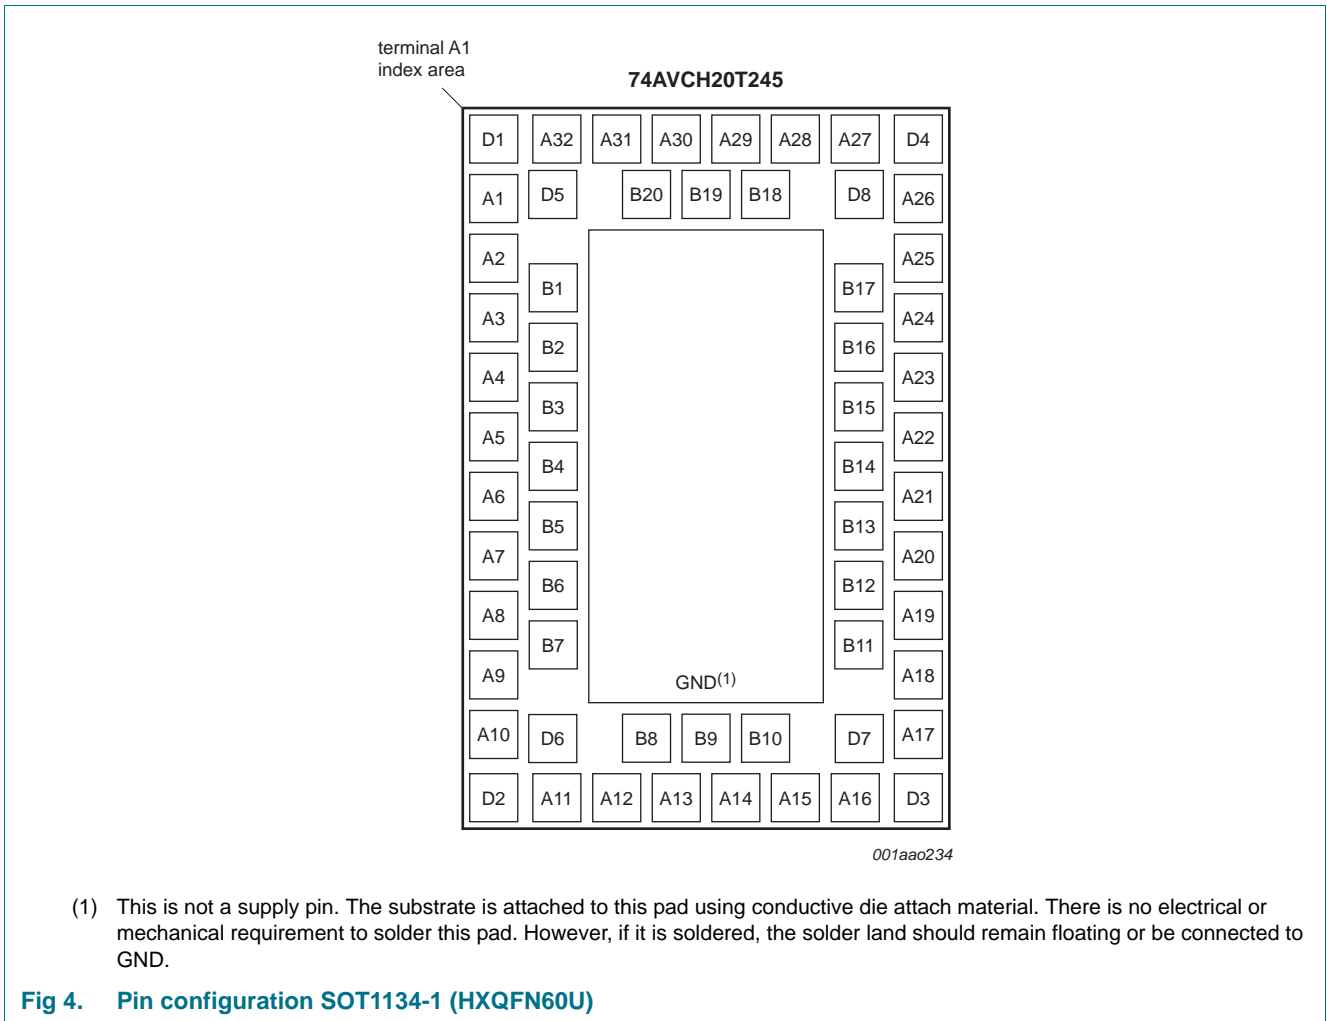 terminal A1
index area
74AVCH20T245
D1 A32 A31 A30 A29 A28 A27 D4
A1 D5 B20 B19 B18 D8 A26
A2 A25
B1 B17
A3 A24
B2 B16
A4 A23
B3 B15
A5 A22
B4 B14
A6 A21
B5 B13
A7 A20
B6 B12
A8 A19
B7 B11
A9 GND(1) A18
A10 D6 B8 B9 B10 D7 A17
D2 A11 A12 A13 A14 A15 A16 D3
001aao234
(1) This is not a supply pin. The substrate is attached to this pad using conductive die attach material. There is no electrical or
mechanical requirement to solder this pad. However, if it is soldered, the solder land should remain floating or be connected to
GND.
Fig 4. Pin configuration SOT1134-1 (HXQFN60U)